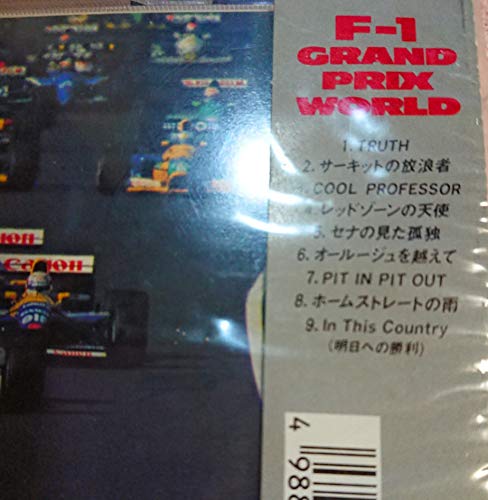 F-1
GRAND
PRIX
WORLD
1. TRUTH
2. サーキットの放浪者
3. COOL PROFESSOR
4. レッドゾーンの天使
5. セナの見た孤独
6. オールージュを越えて
7. PIT IN PIT OUT
8. ホームストレートの雨
9. In This Country
(明日への勝利)
Canon
Canon
4 988